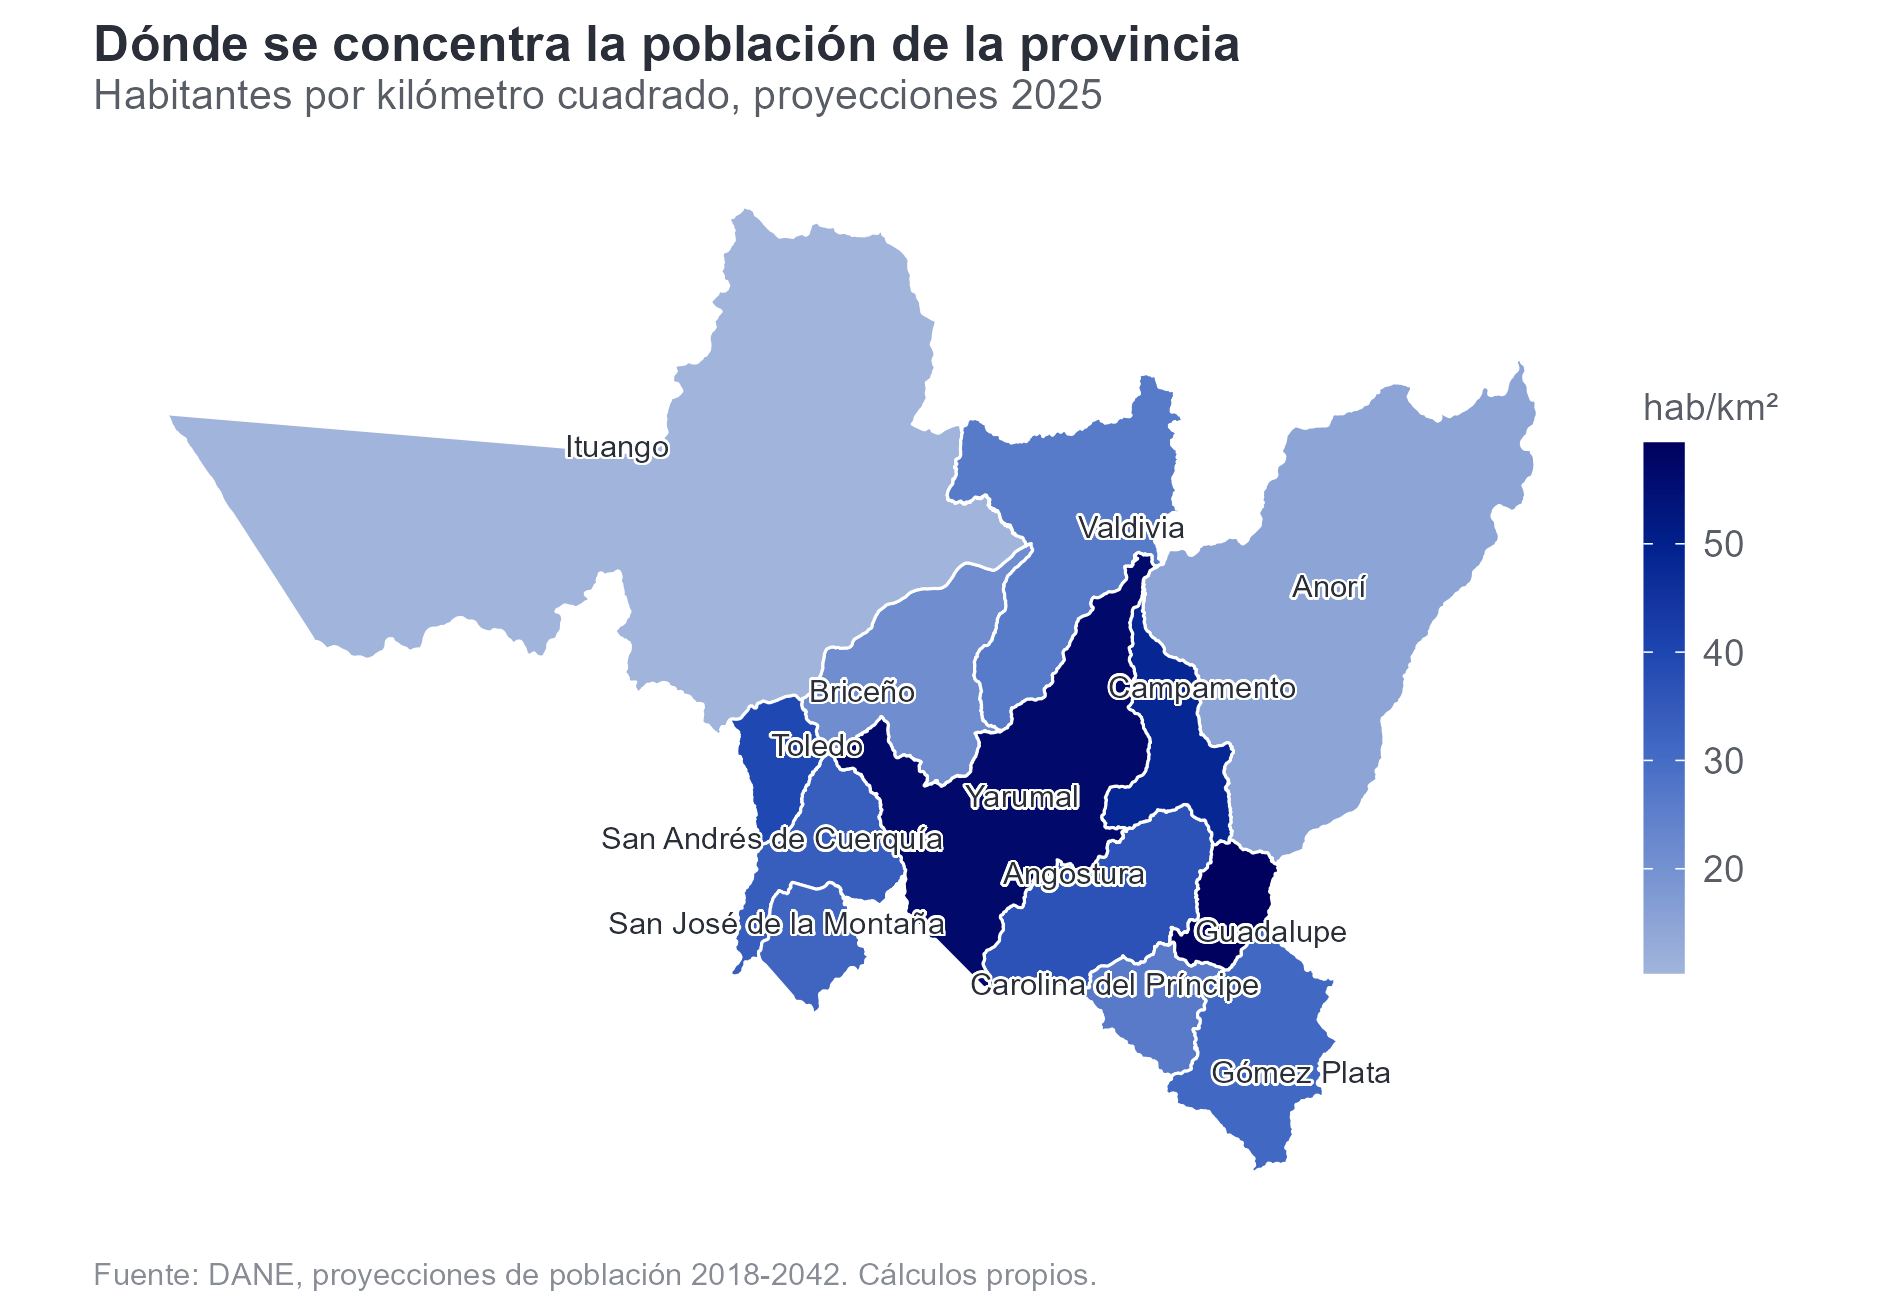 Dónde se concentra la población de la provincia
Habitantes por kilómetro cuadrado, proyecciones 2025
hab/km²
50
40
30
20
Ituango
Valdivia
Anorí
Briceño
Campamento
Toledo
Yarumal
San Andrés de Cuerquía
Angostura
San José de la Montaña
Guadalupe
Carolina del Príncipe
Gómez Plata
Fuente: DANE, proyecciones de población 2018-2042. Cálculos propios.